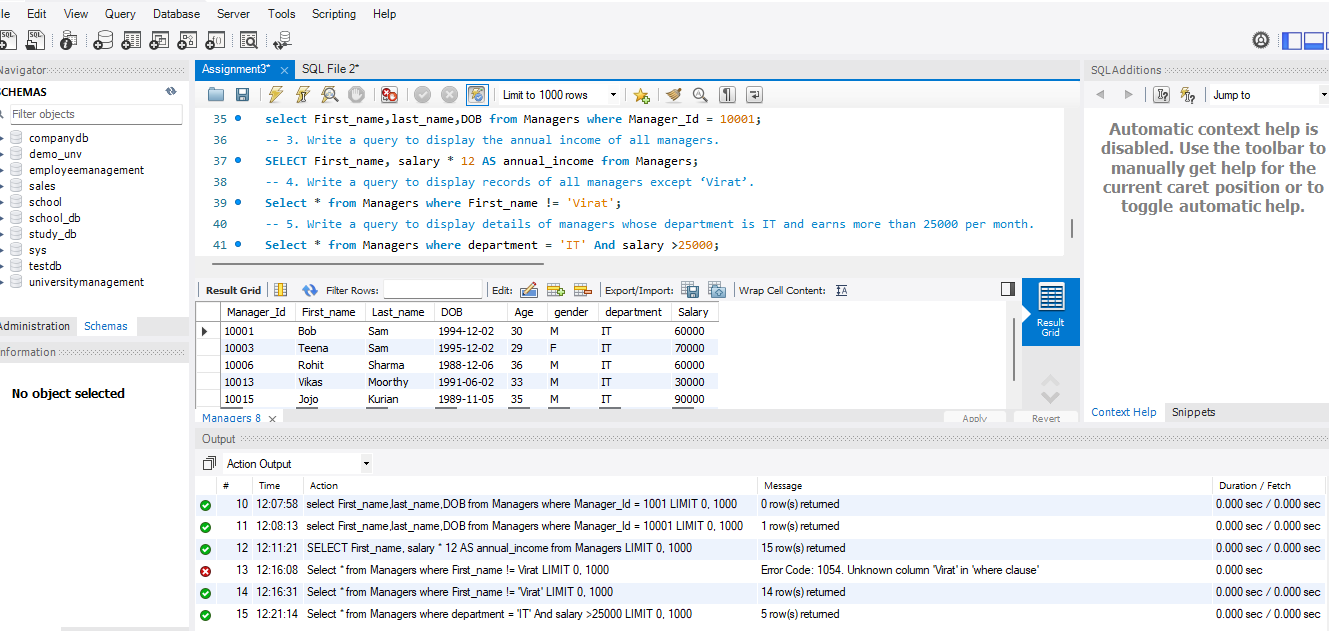 le Edit View Query Database Server Tools Scripting Help
Navigator
SCHEMAS
Filter objects
companydb
demo_unv
employeemanagement
sales
school
school_db
study_db
sys
testdb
universitymanagement
Administration Schemas
Information
No object selected
Assignment3* SQL File 2*
Limit to 1000 rows
35 select First_name,last_name,DOB from Managers where Manager_Id = 10001;
36 -- 3. Write a query to display the annual income of all managers.
37 SELECT First_name, salary * 12 AS annual_income from Managers;
38 -- 4. Write a query to display records of all managers except ‘Virat’.
39 Select * from Managers where First_name != 'Virat';
40 -- 5. Write a query to display details of managers whose department is IT and earns more than 25000 per month.
41 Select * from Managers where department = 'IT' And salary >25000;
Result Grid Filter Rows: Edit: Export/Import: Wrap Cell Content:
Manager_Id First_name Last_name DOB Age gender department Salary
10001 Bob Sam 1994-12-02 30 M IT 60000
10003 Teena Sam 1995-12-02 29 F IT 70000
10006 Rohit Sharma 1988-12-06 36 M IT 60000
10013 Vikas Moorthy 1991-06-02 33 M IT 30000
10015 Jojo Kurian 1989-11-05 35 M IT 90000
Result
Grid
Managers 8 Apply Revert
SQLAdditions
Jump to
Automatic context help is
disabled. Use the toolbar to
manually get help for the
current caret position or to
toggle automatic help.
Context Help Snippets
Output
Action Output
# Time Action Message Duration / Fetch
10 12:07:58 select First_name,last_name,DOB from Managers where Manager_Id = 1001 LIMIT 0, 1000 0 row(s) returned 0.000 sec / 0.000 sec
11 12:08:13 select First_name,last_name,DOB from Managers where Manager_Id = 10001 LIMIT 0, 1000 1 row(s) returned 0.000 sec / 0.000 sec
12 12:11:21 SELECT First_name, salary * 12 AS annual_income from Managers LIMIT 0, 1000 15 row(s) returned 0.000 sec / 0.000 sec
13 12:16:08 Select * from Managers where First_name != Virat LIMIT 0, 1000 Error Code: 1054. Unknown column 'Virat' in 'where clause' 0.000 sec
14 12:16:31 Select * from Managers where First_name != 'Virat' LIMIT 0, 1000 14 row(s) returned 0.000 sec / 0.000 sec
15 12:21:14 Select * from Managers where department = 'IT' And salary >25000 LIMIT 0, 1000 5 row(s) returned 0.000 sec / 0.000 sec